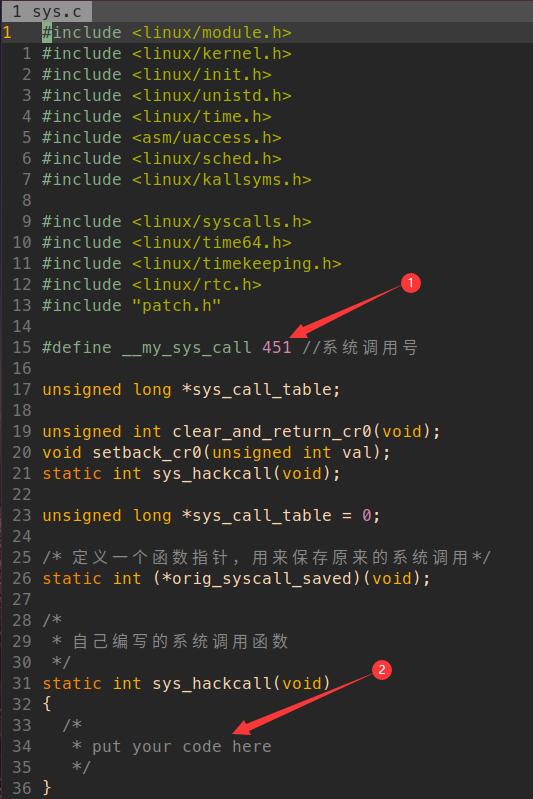 1 sys.c
1 #include <linux/module.h>
1 #include <linux/kernel.h>
2 #include <linux/init.h>
3 #include <linux/unistd.h>
4 #include <linux/time.h>
5 #include <asm/uaccess.h>
6 #include <linux/sched.h>
7 #include <linux/kallsyms.h>
8
9 #include <linux/syscalls.h>
10 #include <linux/time64.h>
11 #include <linux/timekeeping.h>
12 #include <linux/rtc.h>
1
13 #include "patch.h"
14
15 #define __my_sys_call 451 //系统调用号
16
17 unsigned long *sys_call_table;
18
19 unsigned int clear_and_return_cr0(void);
20 void setback_cr0(unsigned int val);
21 static int sys_hackcall(void);
22
23 unsigned long *sys_call_table = 0;
24
25 /* 定义一个函数指针，用来保存原来的系统调用*/
26 static int (*orig_syscall_saved)(void);
27
28 /*
29  * 自己编写的系统调用函数
30  */
2
31 static int sys_hackcall(void)
32 {
33   /*
34    * put your code here
35    */
36 }